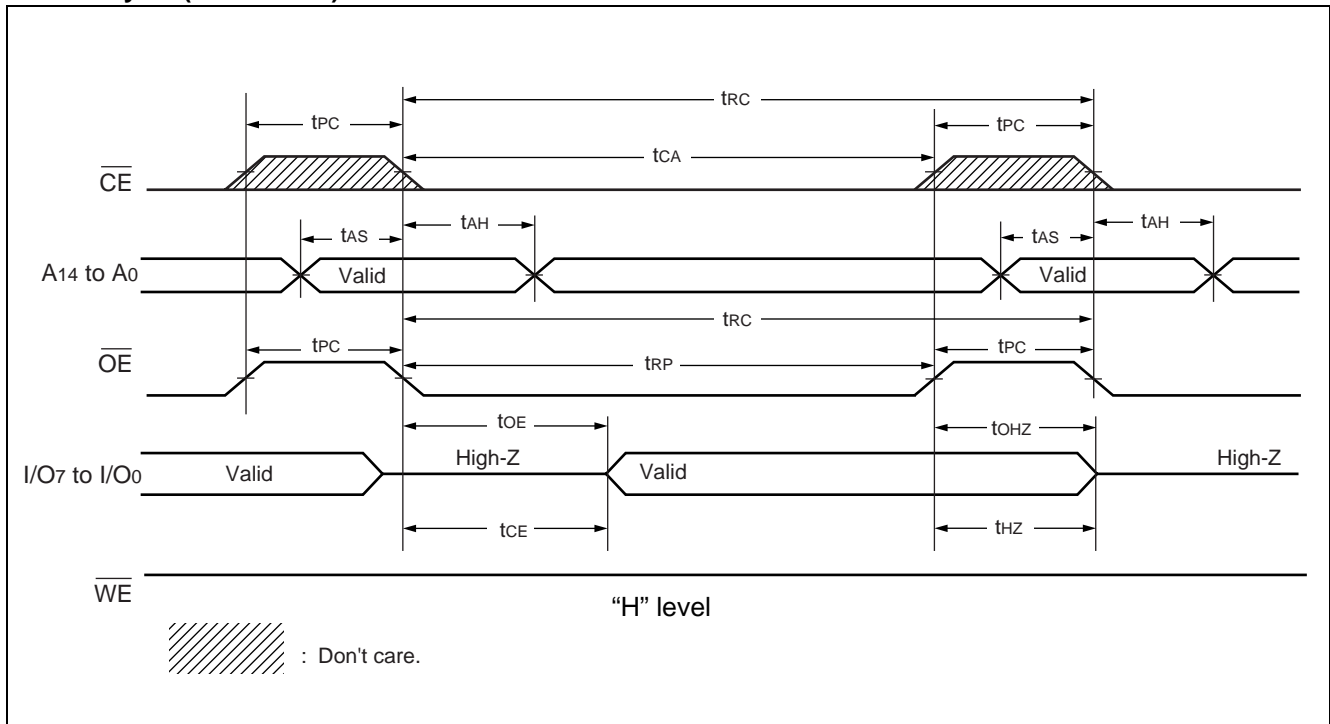 tRC
tPC tPC
tCA
CE
tAS tAH tAS tAH
A14 to A0 Valid Valid
tRC
tPC tPC
OE tRP
tOE tOHZ
I/O7 to I/O0 Valid High-Z Valid High-Z
tCE tHZ
WE
“H” level
: Don't care.